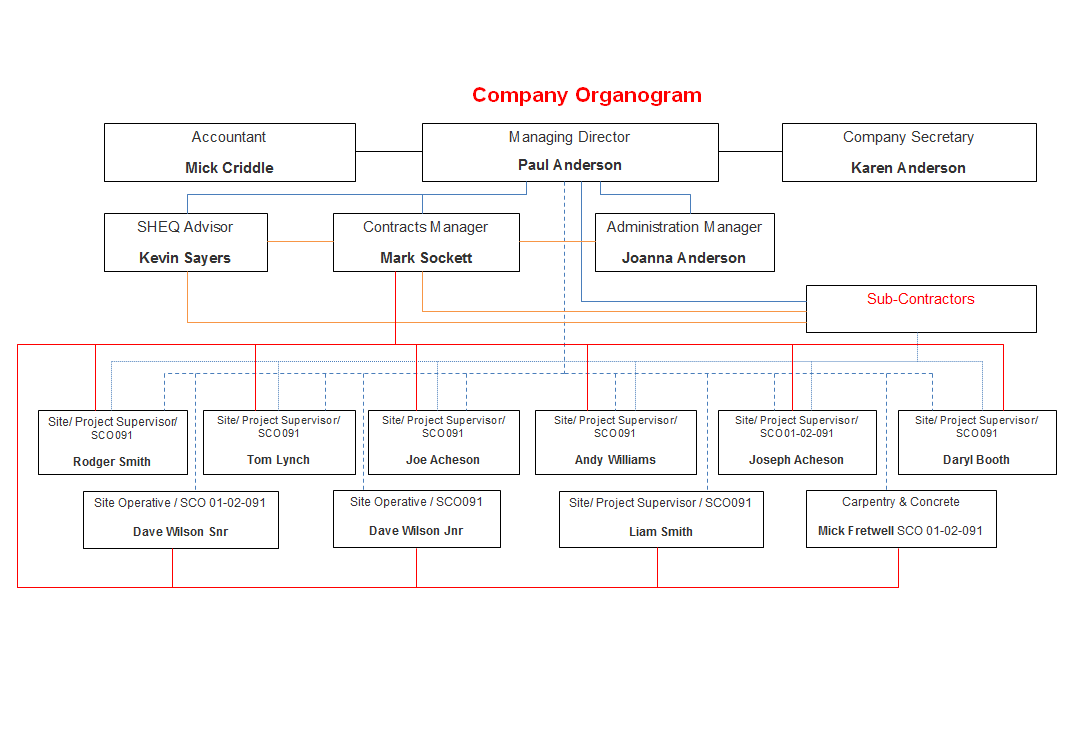 Company Organogram
Accountant
Mick Criddle
Managing Director
Paul Anderson
Company Secretary
Karen Anderson
SHEQ Advisor
Kevin Sayers
Contracts Manager
Mark Sockett
Administration Manager
Joanna Anderson
Sub-Contractors
Site/ Project Supervisor/
SCO091
Rodger Smith
Site/ Project Supervisor/
SCO091
Tom Lynch
Site/ Project Supervisor/
SCO091
Joe Acheson
Site/ Project Supervisor/
SCO091
Andy Williams
Site/ Project Supervisor/
SCO01-02-091
Joseph Acheson
Site/ Project Supervisor/
SCO091
Daryl Booth
Site Operative / SCO 01-02-091
Dave Wilson Snr
Site Operative / SCO091
Dave Wilson Jnr
Site/ Project Supervisor / SCO091
Liam Smith
Carpentry & Concrete
Mick Fretwell SCO 01-02-091